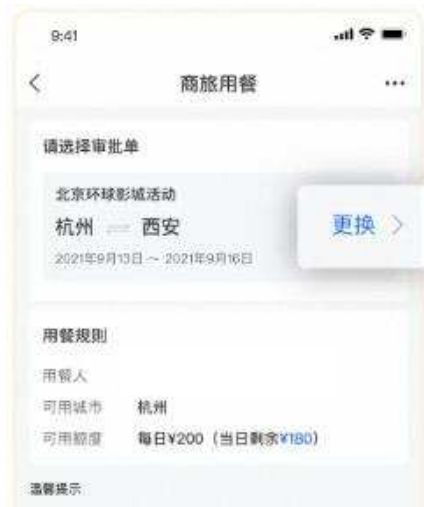 9:41
商旅用餐
请选择审批单
北京环球影城活动
杭州 西安
更换
2021年9月13日 ~ 2021年9月16日
用餐规则
用餐人
可用城市 杭州
可用额度 每日¥200（当日剩余¥180）
温馨提示